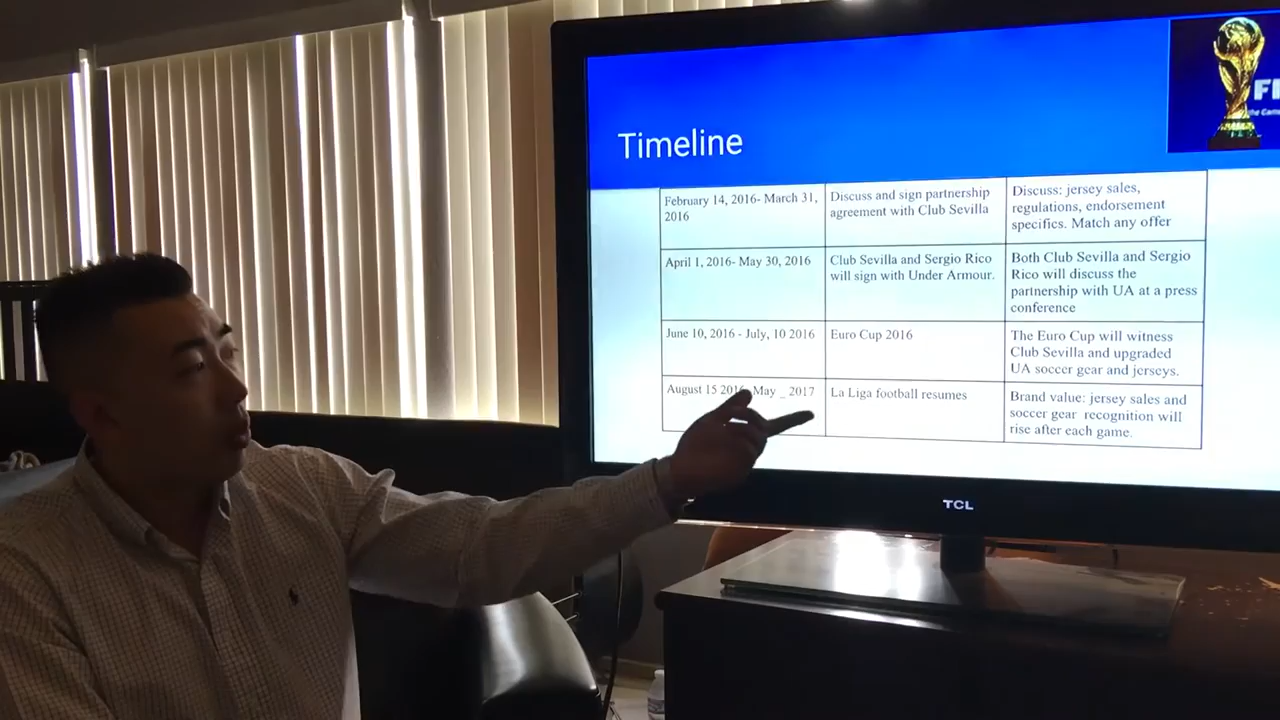 Timeline
February 14, 2016- March 31,
2016
Discuss and sign partnership
agreement with Club Sevilla
Discuss: jersey sales,
regulations, endorsement
specifics. Match any offer
April 1, 2016- May 30, 2016
Club Sevilla and Sergio Rico
will sign with Under Armour.
Both Club Sevilla and Sergio
Rico will discuss the
partnership with UA at a press
conference
June 10, 2016 - July, 10 2016
Euro Cup 2016
The Euro Cup will witness
Club Sevilla and upgraded
UA soccer gear and jerseys.
August 15 2016- May _ 2017
La Liga football resumes
Brand value: jersey sales and
soccer gear recognition will
rise after each game.
TCL